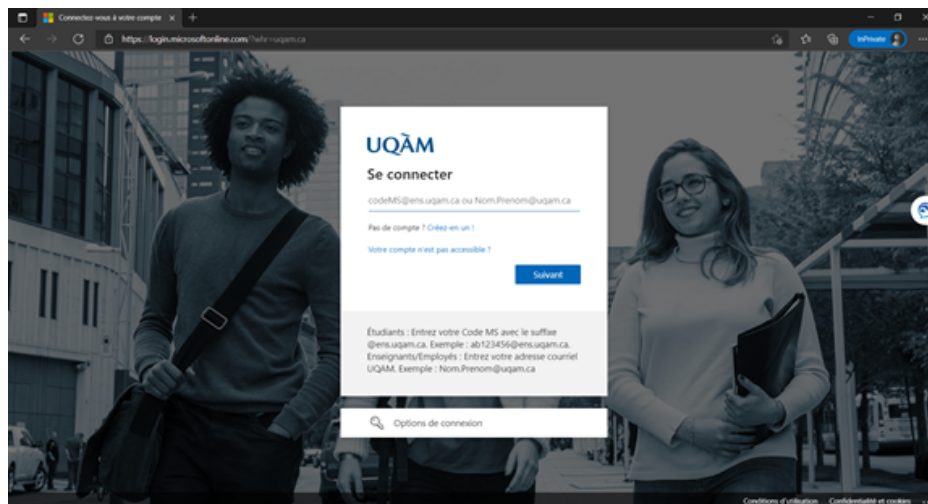 Connectez-vous à votre compte
https://login.microsoftonline.com/?whr=uqam.ca
InPrivate
UQÀM
Se connecter
codeMS@ens.uqam.ca ou Nom.Prenom@uqam.ca
Pas de compte ? Créez-en un !
Votre compte n'est pas accessible ?
Suivant
Étudiants : Entrez votre Code MS avec le suffixe
@ens.uqam.ca. Exemple : ab123456@ens.uqam.ca.
Enseignants/Employés : Entrez votre adresse courriel
UQAM. Exemple : Nom.Prenom@uqam.ca
Options de connexion
Conditions d'utilisation Confidentialité et cookies